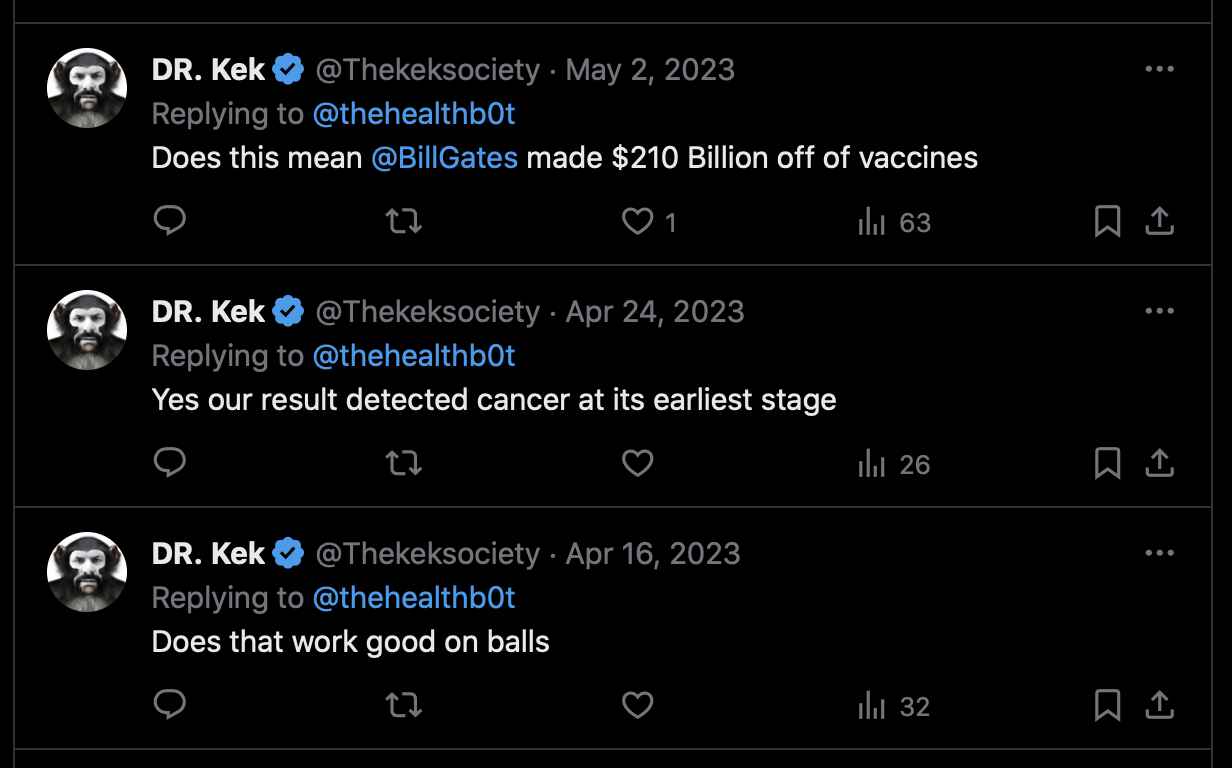 DR. Kek @Thekeksociety · May 2, 2023
Replying to @thehealthb0t
Does this mean @BillGates made $210 Billion off of vaccines
1 63
DR. Kek @Thekeksociety · Apr 24, 2023
Replying to @thehealthb0t
Yes our result detected cancer at its earliest stage
26
DR. Kek @Thekeksociety · Apr 16, 2023
Replying to @thehealthb0t
Does that work good on balls
32